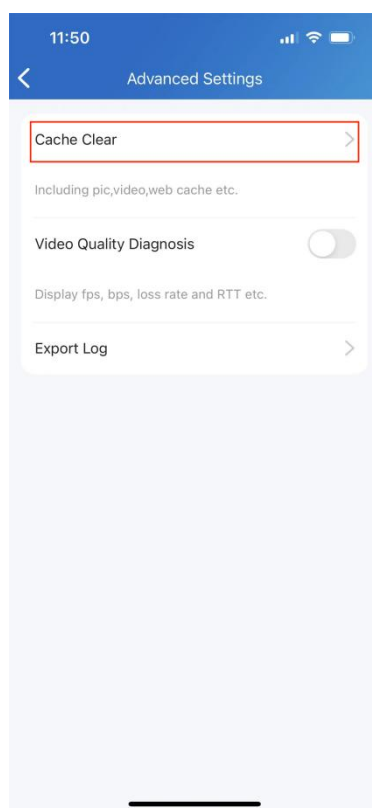 11:50
Advanced Settings
Cache Clear
Including pic,video,web cache etc.
Video Quality Diagnosis
Display fps, bps, loss rate and RTT etc.
Export Log